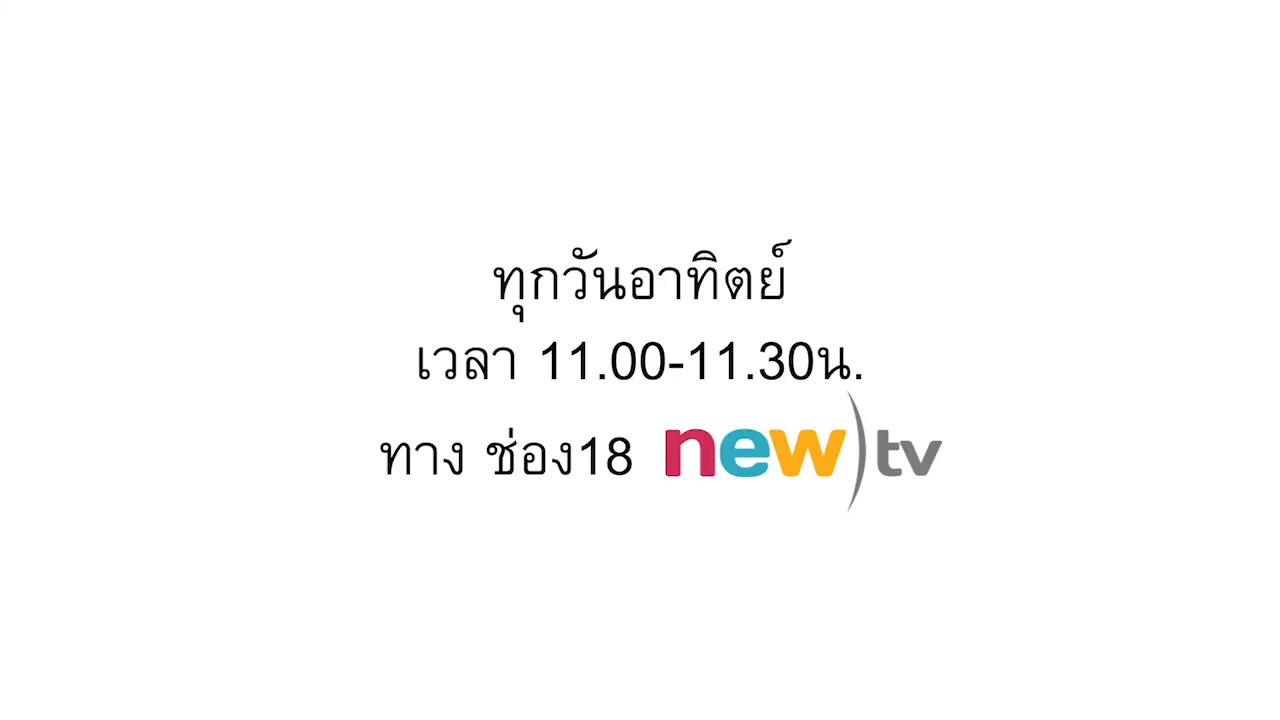 ทุกวันอาทิตย์
เวลา 11.00-11.30น.
ทาง ช่อง18 new)tv